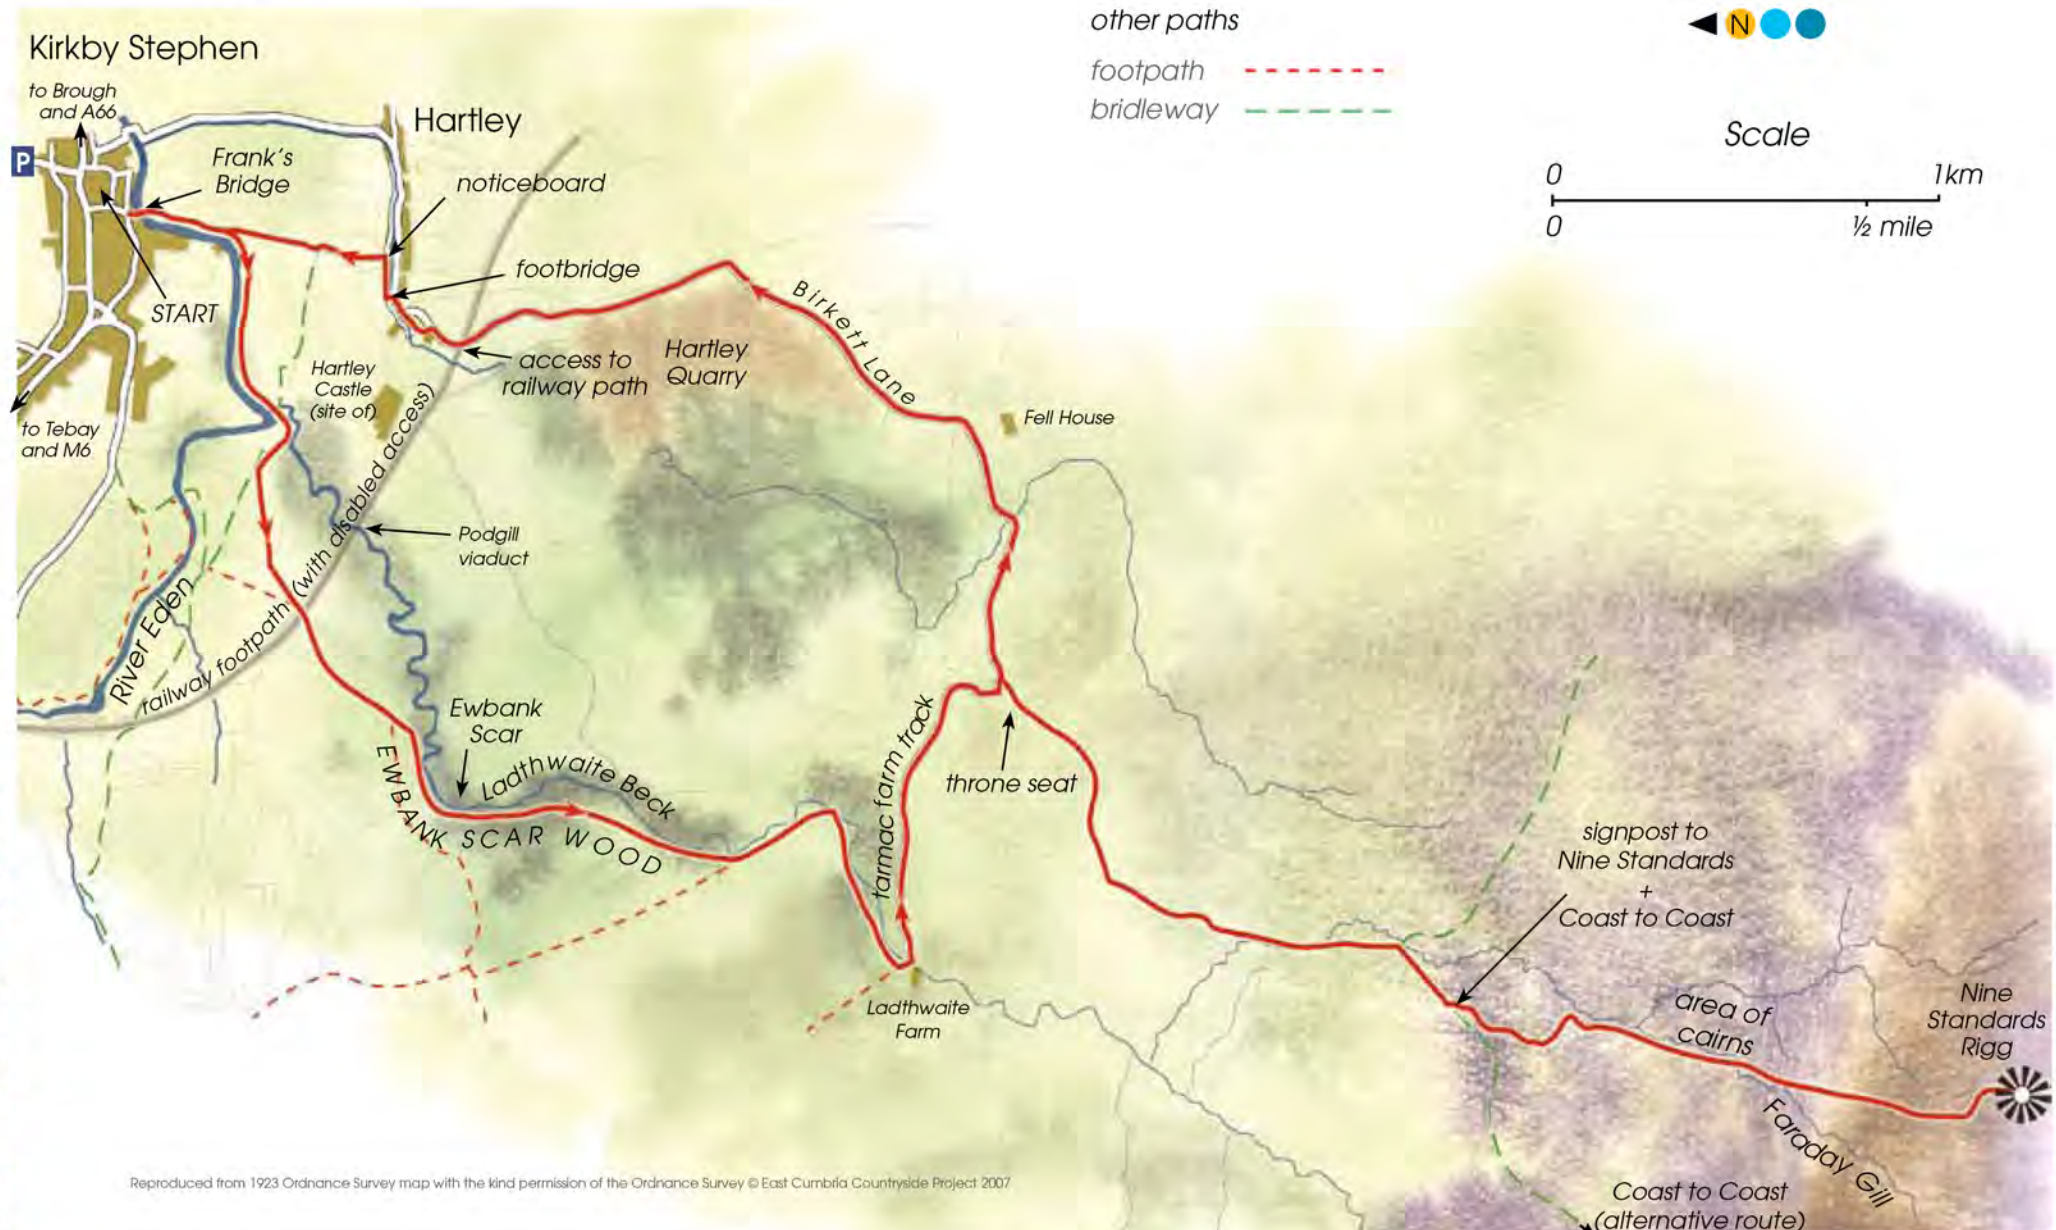 Kirkby Stephen
to Brough
and A66
P
Frank's
Bridge
START
to Tebay
and M6
Hartley
noticeboard
footbridge
access to
railway path
Hartley
Castle
(site of)
Hartley
Quarry
Birkett Lane
Fell House
Podgill
viaduct
River Eden
railway footpath (with disabled access)
Ewbank
Scar
Ladthwaite Beck
EWBANK SCAR WOOD
tarmac farm track
throne seat
Ladthwaite
Farm
other paths
footpath
bridleway
N
Scale
0 1km
0 ½ mile
signpost to
Nine Standards
+
Coast to Coast
area of
cairns
Nine
Standards
Rigg
Faraday Gill
Coast to Coast
(alternative route)
Reproduced from 1923 Ordnance Survey map with the kind permission of the Ordnance Survey © East Cumbria Countryside Project 2007